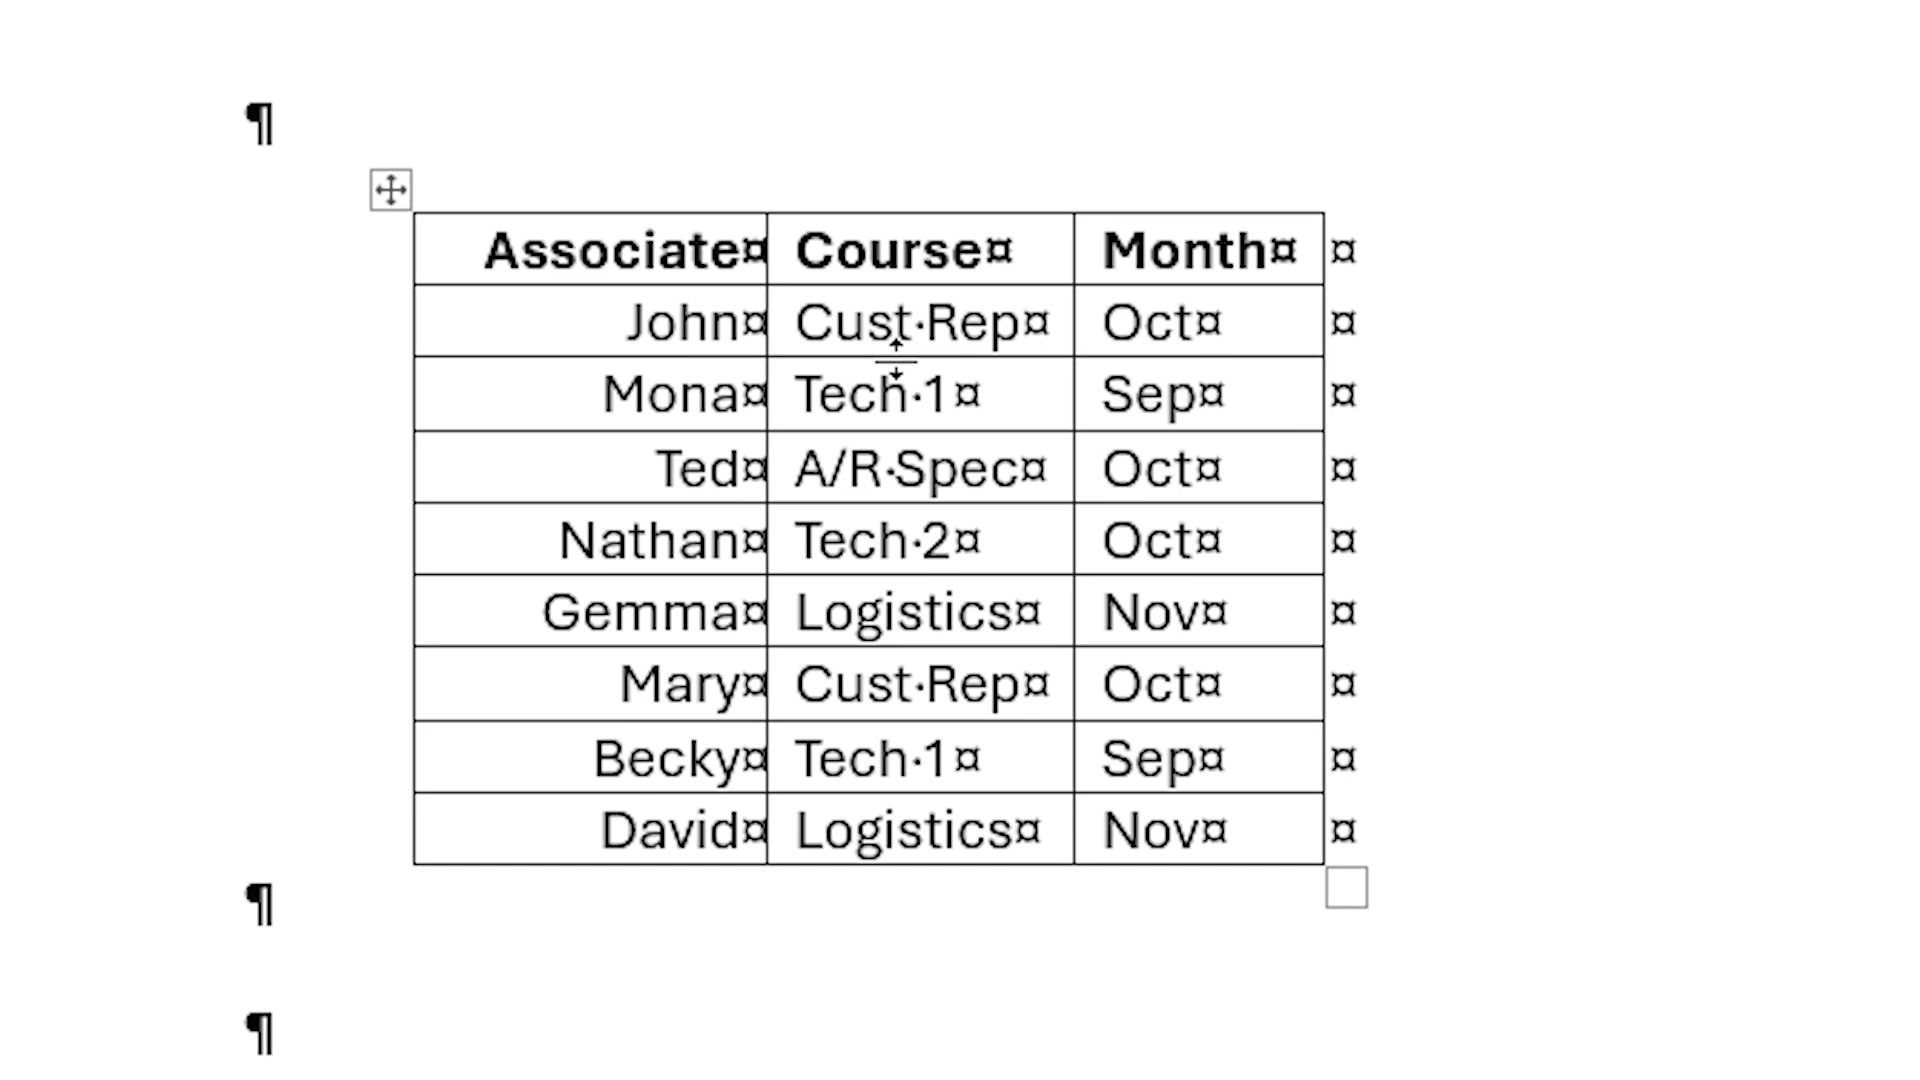 ¶
Associate¤ Course¤ Month¤ ¤
John¤ Cust·Rep¤ Oct¤ ¤
Mona¤ Tech·1¤ Sep¤ ¤
Ted¤ A/R·Spec¤ Oct¤ ¤
Nathan¤ Tech·2¤ Oct¤ ¤
Gemma¤ Logistics¤ Nov¤ ¤
Mary¤ Cust·Rep¤ Oct¤ ¤
Becky¤ Tech·1¤ Sep¤ ¤
David¤ Logistics¤ Nov¤ ¤
¶
¶